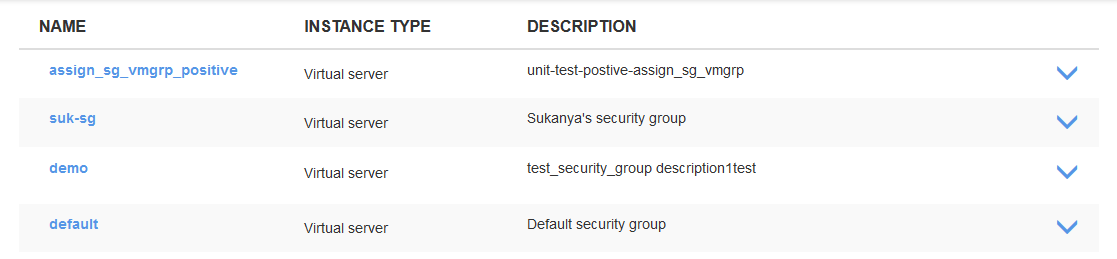 NAME INSTANCE TYPE DESCRIPTION
assign_sg_vmgrp_positive Virtual server unit-test-postive-assign_sg_vmgrp
suk-sg Virtual server Sukanya's security group
demo Virtual server test_security_group description1test
default Virtual server Default security group